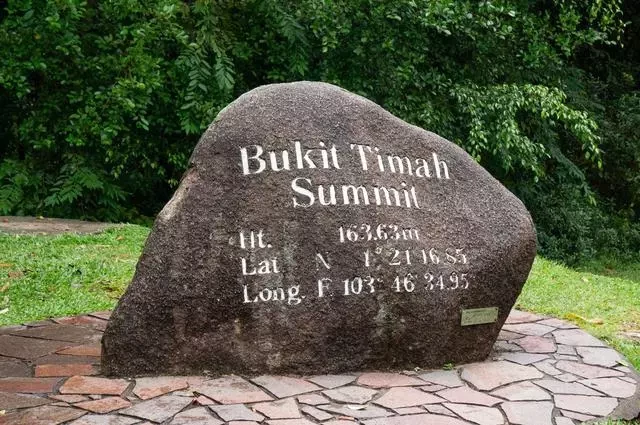 Bukit Timah
Summit
Ht. 163.63m
Lat N 1° 21 16.85
Long. E 103° 46 34.95